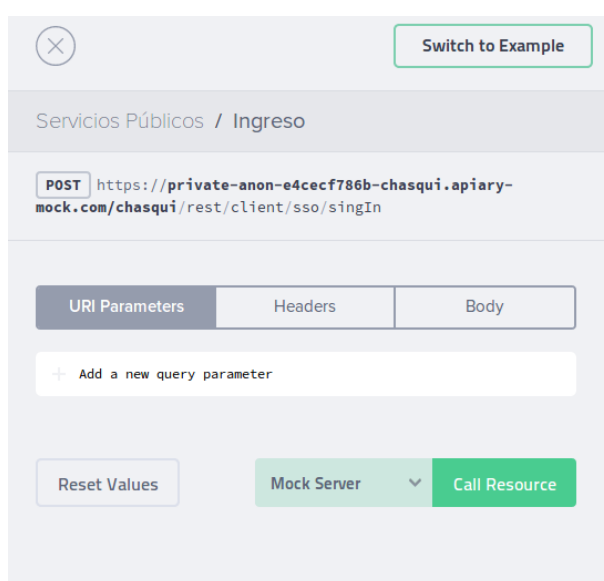 Switch to Example
Servicios Públicos / Ingreso
POST https://private-anon-e4cecf786b-chasqui.apiary-
mock.com/chasqui/rest/client/sso/singIn
URI Parameters Headers Body
+ Add a new query parameter
Reset Values Mock Server Call Resource